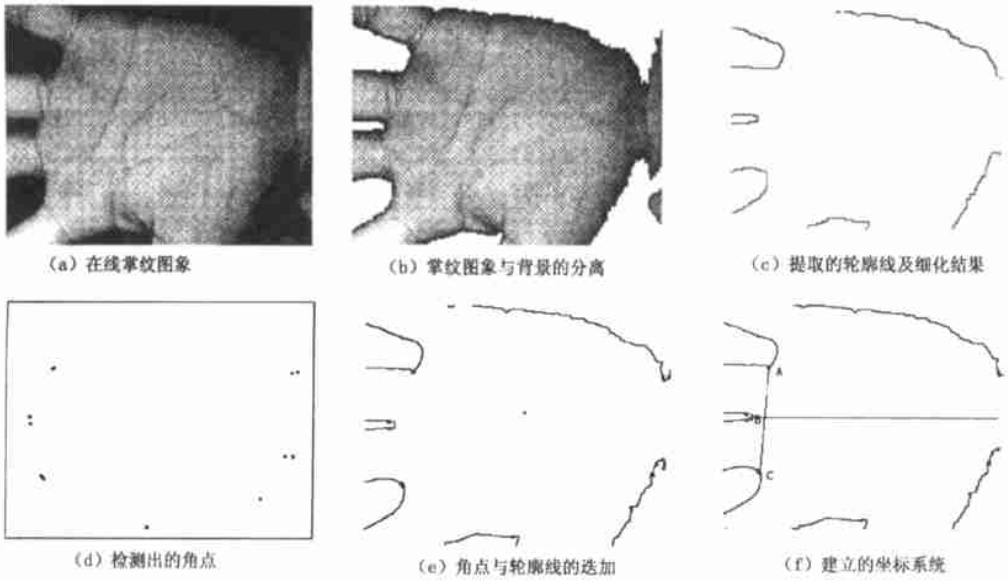 (a) 在线掌纹图象
(b) 掌纹图象与背景的分离
(c) 提取的轮廓线及细化结果
(d) 检测出的角点
(e) 角点与轮廓线的迭加
A
B
C
(f) 建立的坐标系统